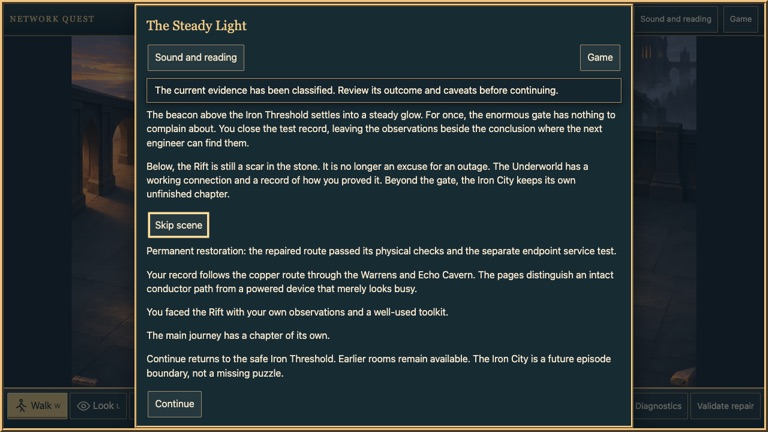 NETWORK QUEST
Sound and reading
Game
The Steady Light
Sound and reading
Game
The current evidence has been classified. Review its outcome and caveats before continuing.
The beacon above the Iron Threshold settles into a steady glow. For once, the enormous gate has nothing to
complain about. You close the test record, leaving the observations beside the conclusion where the next
engineer can find them.
Below, the Rift is still a scar in the stone. It is no longer an excuse for an outage. The Underworld has a
working connection and a record of how you proved it. Beyond the gate, the Iron City keeps its own
unfinished chapter.
Skip scene
Permanent restoration: the repaired route passed its physical checks and the separate endpoint service test.
Your record follows the copper route through the Warrens and Echo Cavern. The pages distinguish an intact
conductor path from a powered device that merely looks busy.
You faced the Rift with your own observations and a well-used toolkit.
The main journey has a chapter of its own.
Continue returns to the safe Iron Threshold. Earlier rooms remain available. The Iron City is a future episode
boundary, not a missing puzzle.
Continue
Walk W
Look L
Diagnostics
Validate repair